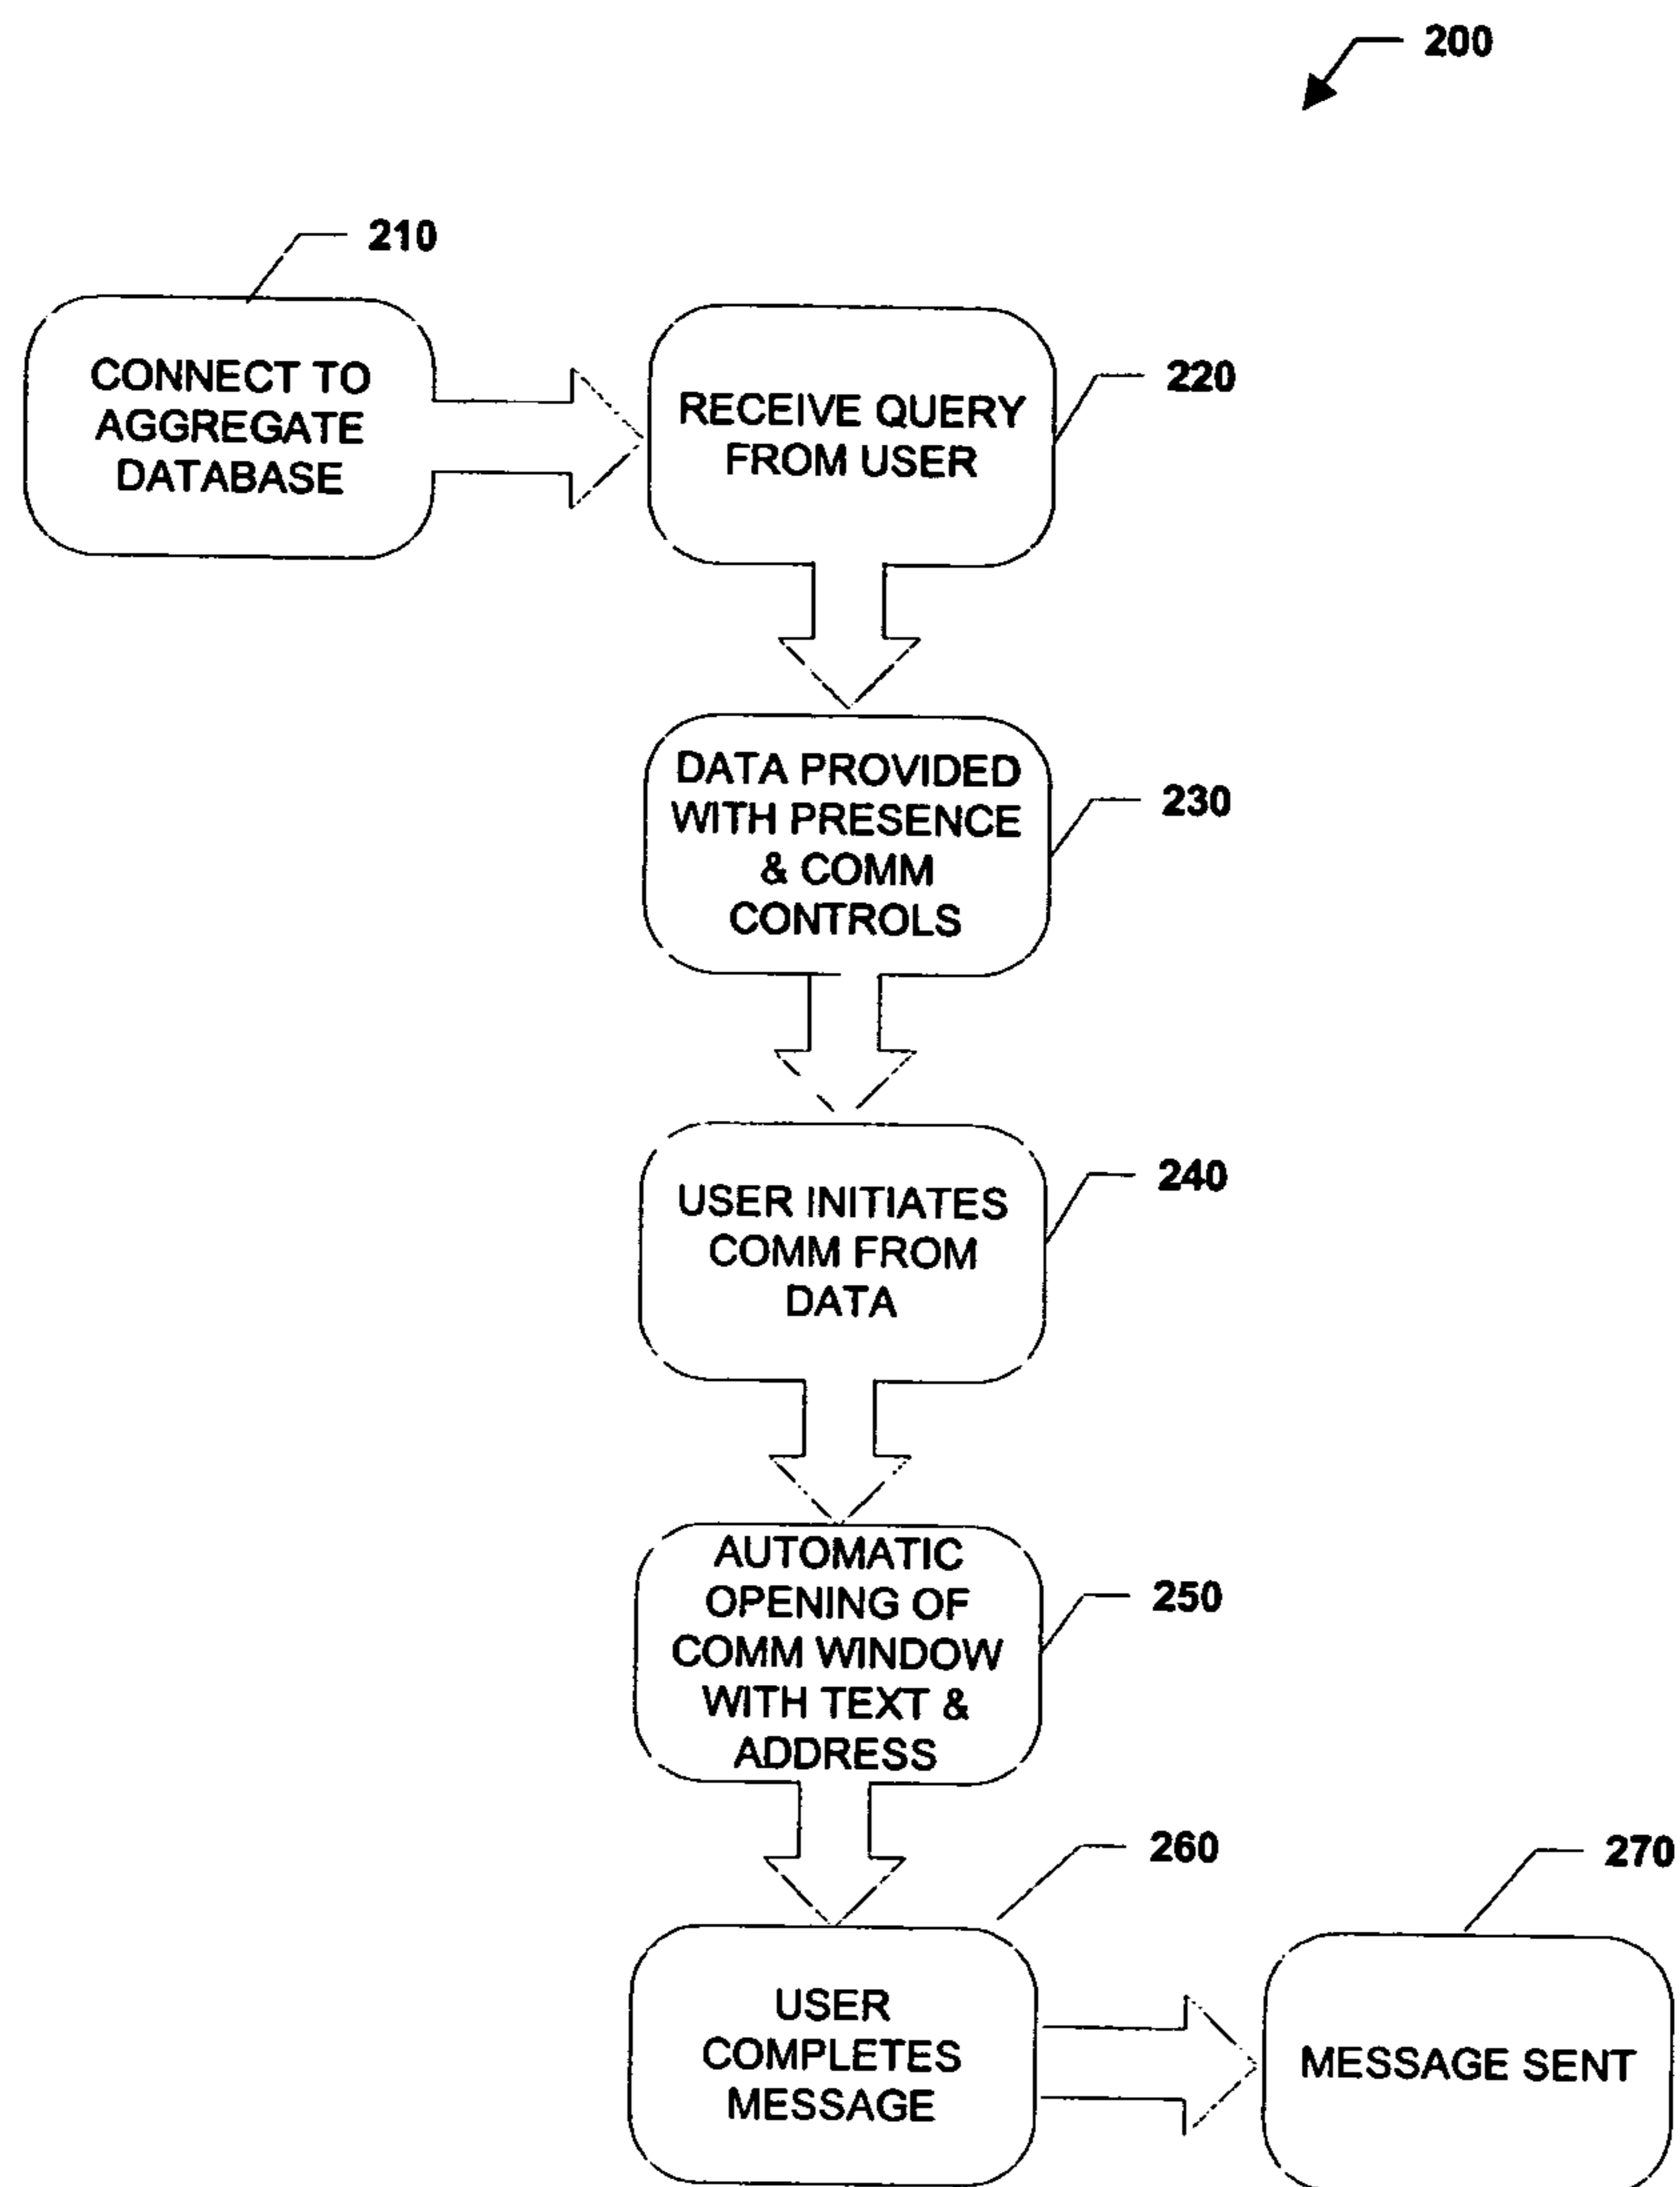 200
210
CONNECT TO
AGGREGATE
DATABASE
220
RECEIVE QUERY
FROM USER
230
DATA PROVIDED
WITH PRESENCE
& COMM
CONTROLS
240
USER INITIATES
COMM FROM
DATA
250
AUTOMATIC
OPENING OF
COMM WINDOW
WITH TEXT &
ADDRESS
260
USER
COMPLETES
MESSAGE
270
MESSAGE SENT